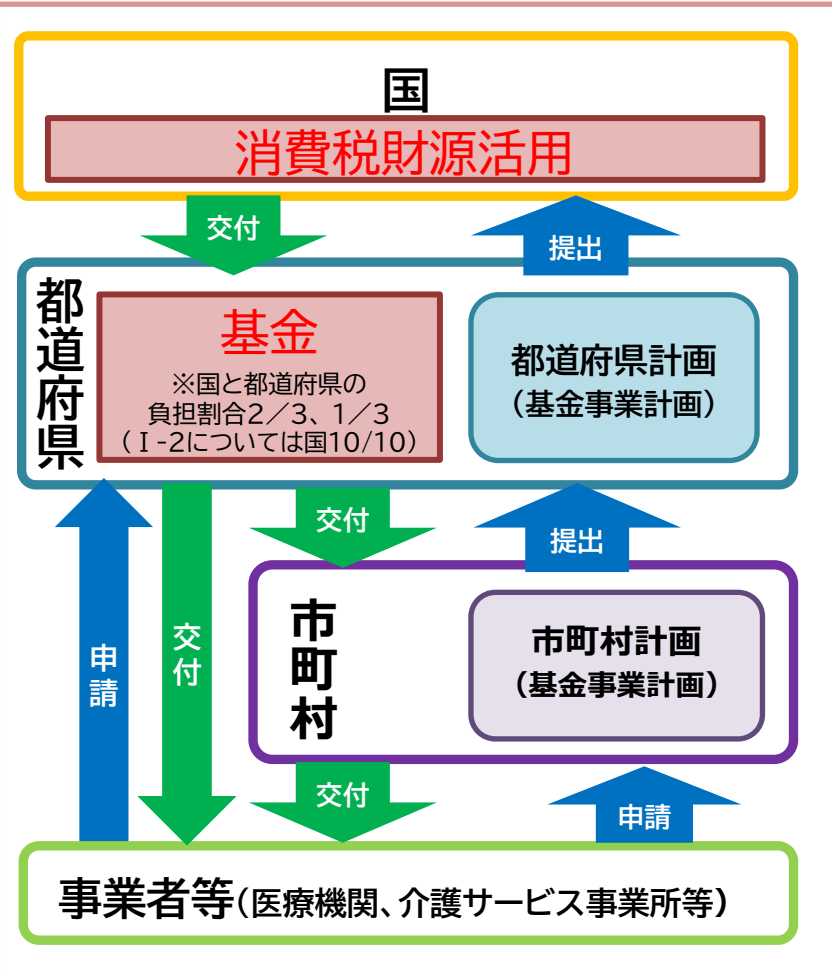 国
消費税財源活用
交付
提出
都道府県
基金
※国と都道府県の
負担割合2／3、1／3
（Ⅰ-2については国10/10）
都道府県計画
（基金事業計画）
交付
提出
申請
交付
市町村
市町村計画
（基金事業計画）
交付
申請
事業者等（医療機関、介護サービス事業所等）